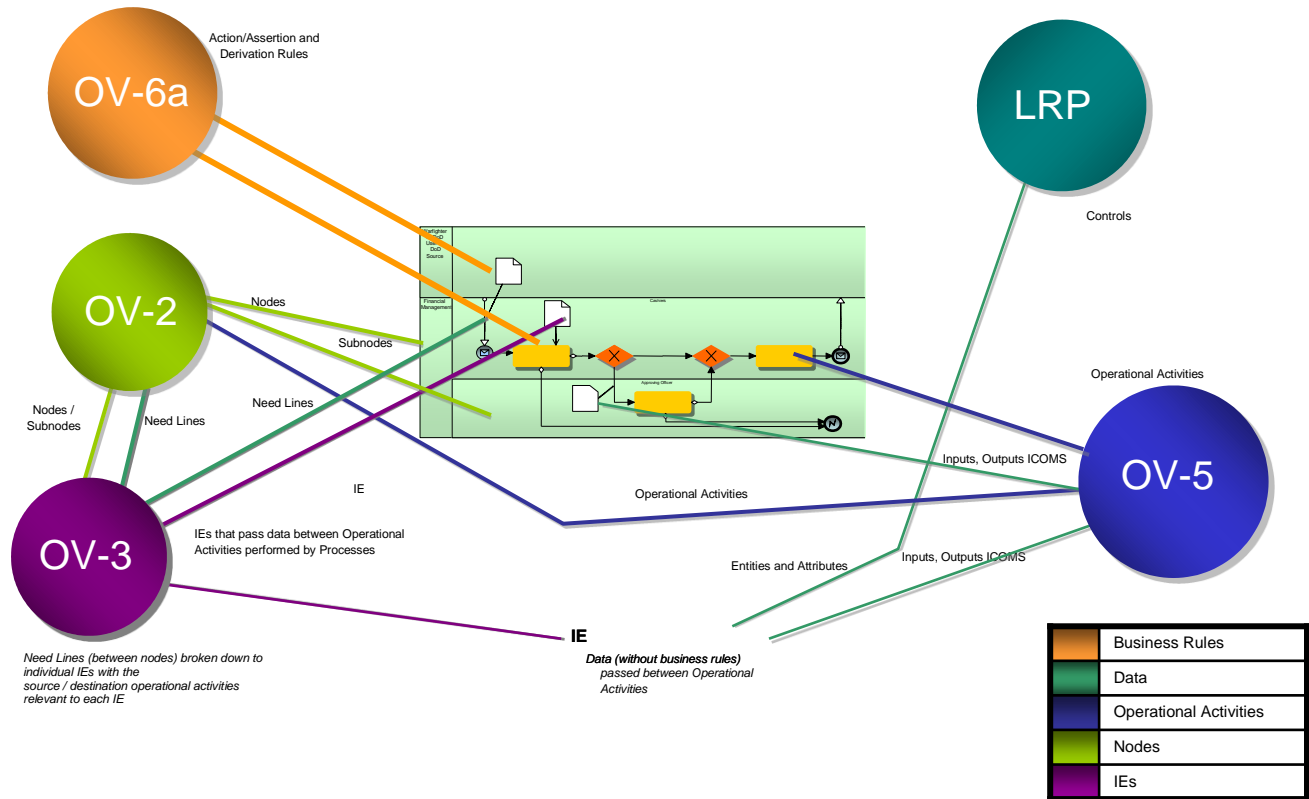 Action/Assertion and
Derivation Rules
OV-6a
LRP
Controls
DoD
Source
Financial
Management
Cashiers
Approving Officer
OV-2
Nodes
Subnodes
Nodes /
Subnodes
Need Lines
Need Lines
Operational Activities
OV-5
Inputs, Outputs ICOMS
Operational Activities
IE
OV-3
IEs that pass data between Operational
Activities performed by Processes
Entities and Attributes
Inputs, Outputs ICOMS
IE
Data (without business rules)
passed between Operational
Activities
Need Lines (between nodes) broken down to
individual IEs with the
source / destination operational activities
relevant to each IE
Business Rules
Data
Operational Activities
Nodes
IEs